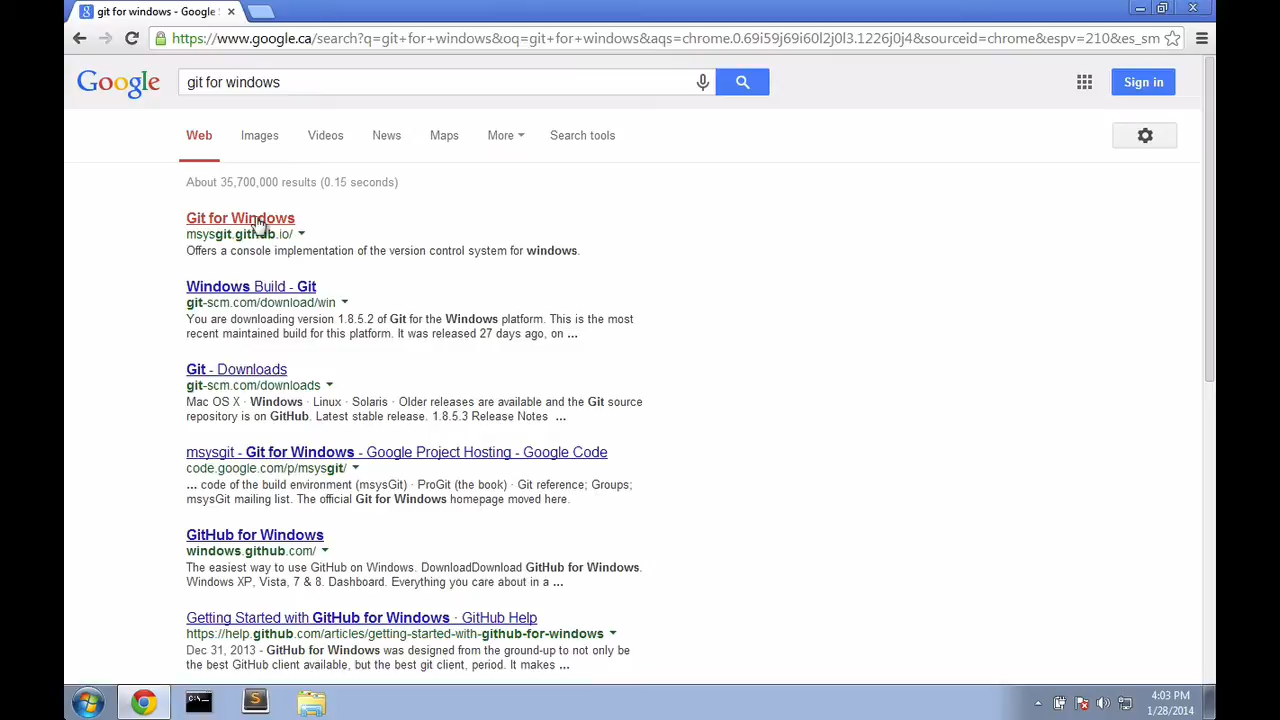 git for windows - Google
https://www.google.ca/search?q=git+for+windows&oq=git+for+windows&aqs=chrome.0.69i59j69i60l2j0l3.1226j0j4&sourceid=chrome&espv=210&es_sm
Google
git for windows
Sign in
Web Images Videos News Maps More Search tools
About 35,700,000 results (0.15 seconds)
Git for Windows
msysgit.github.io/
Offers a console implementation of the version control system for windows.
Windows Build - Git
git-scm.com/download/win
You are downloading version 1.8.5.2 of Git for the Windows platform. This is the most
recent maintained build for this platform. It was released 27 days ago, on ...
Git - Downloads
git-scm.com/downloads
Mac OS X · Windows · Linux · Solaris · Older releases are available and the Git source
repository is on GitHub. Latest stable release. 1.8.5.3 Release Notes ...
msysgit - Git for Windows - Google Project Hosting - Google Code
code.google.com/p/msysgit/
... code of the build environment (msysGit) · ProGit (the book) · Git reference; Groups;
msysGit mailing list. The official Git for Windows homepage moved here.
GitHub for Windows
windows.github.com/
The easiest way to use GitHub on Windows. DownloadDownload GitHub for Windows.
Windows XP, Vista, 7 & 8. Dashboard. Everything you care about in a ...
Getting Started with GitHub for Windows · GitHub Help
https://help.github.com/articles/getting-started-with-github-for-windows
Dec 31, 2013 - GitHub for Windows was designed from the ground-up to not only be
the best GitHub client available, but the best git client, period. It makes ...
4:03 PM
1/28/2014